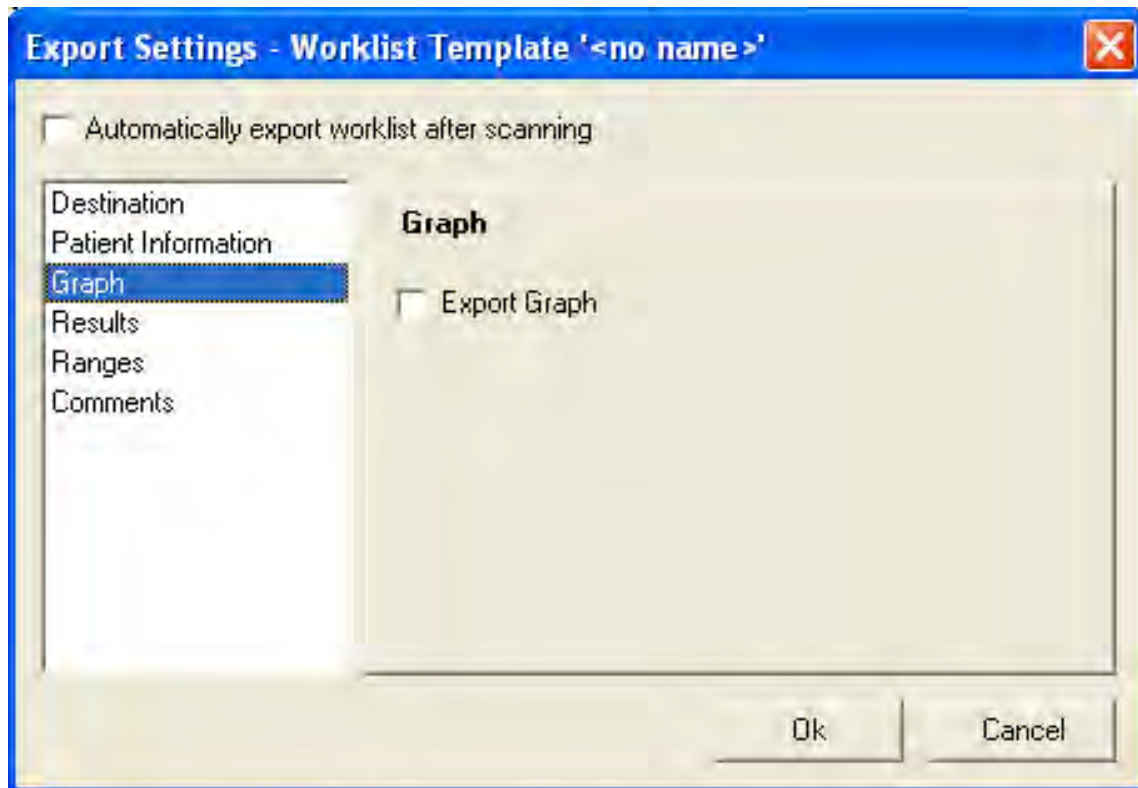 Export Settings - Worklist Template '<no name>'
Automatically export worklist after scanning
Destination
Patient Information
Graph
Results
Ranges
Comments
Graph
Export Graph
Ok
Cancel